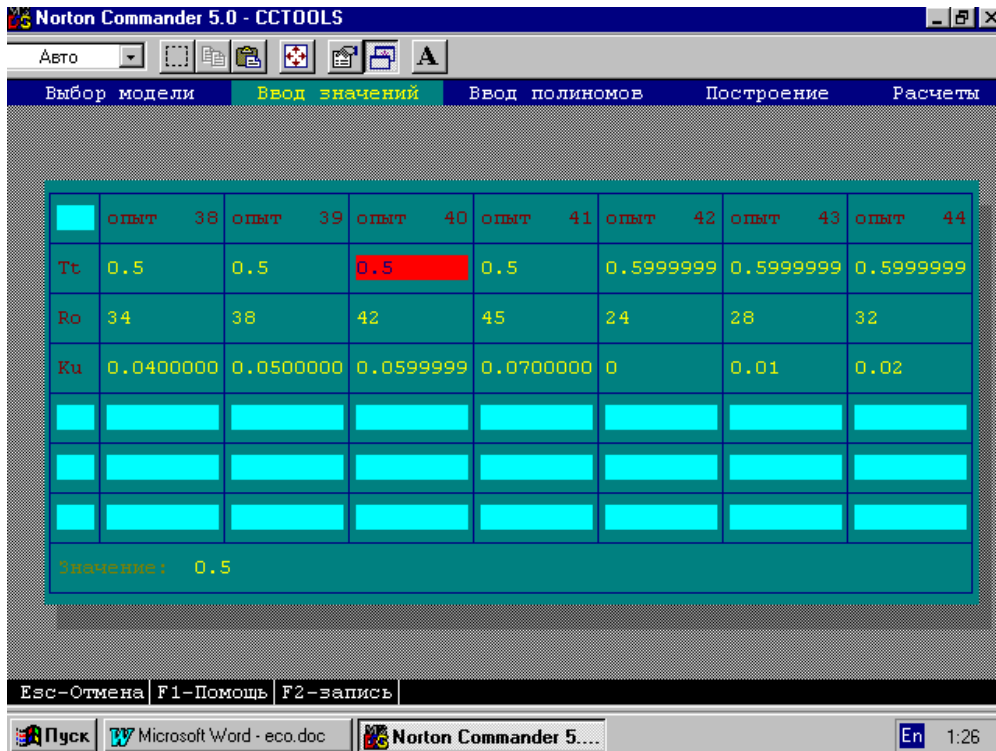 Norton Commander 5.0 - CCTOOLS
Авто A
Выбор модели Ввод значений Ввод полиномов Построение Расчеты
опыт 38 опыт 39 опыт 40 опыт 41 опыт 42 опыт 43 опыт 44
Tt 0.5 0.5 0.5 0.5 0.5999999 0.5999999 0.5999999
Ro 34 38 42 45 24 28 32
Ku 0.0400000 0.0500000 0.0599999 0.0700000 0 0.01 0.02
Значение: 0.5
Esc-Отмена F1-Помощь F2-запись
Пуск Microsoft Word - eco.doc Norton Commander 5.... En 1:26